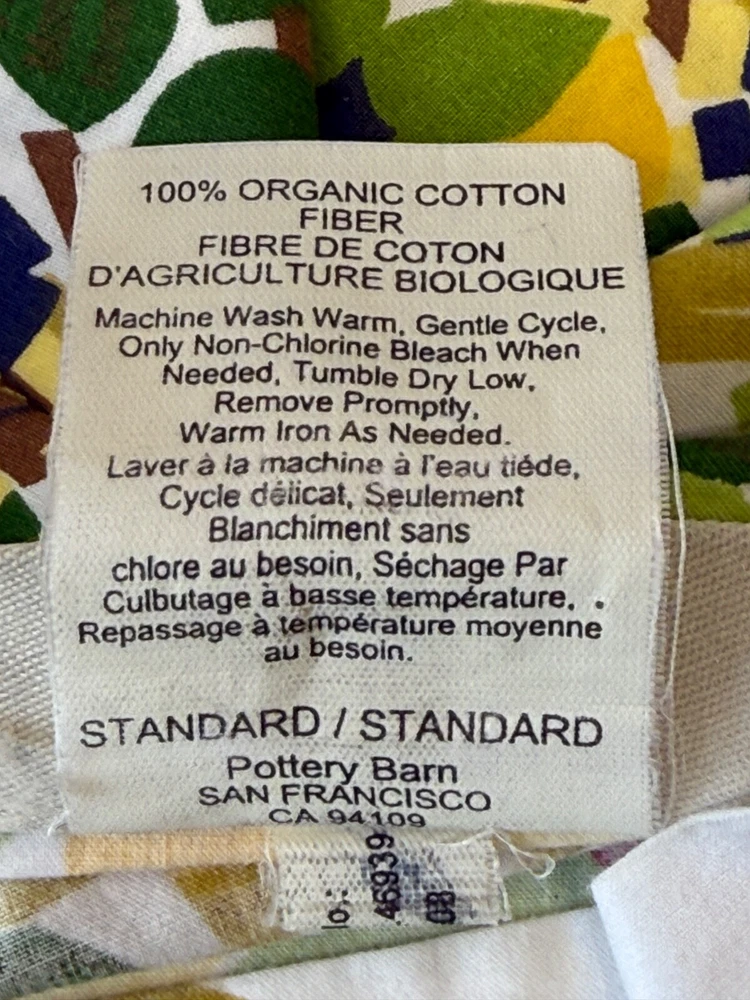 100% ORGANIC COTTON
FIBER
FIBRE DE COTON
D'AGRICULTURE BIOLOGIQUE
Machine Wash Warm, Gentle Cycle,
Only Non-Chlorine Bleach When
Needed, Tumble Dry Low,
Remove Promptly,
Warm Iron As Needed.
Laver à la machine à l'eau tiéde,
Cycle délicat, Seulement
Blanchiment sans
chlore au besoin, Séchage Par
Culbutage à basse température, .
Repassage à température moyenne
au besoin.
STANDARD / STANDARD
Pottery Barn
SAN FRANCISCO
CA 94109
lo.:
46939